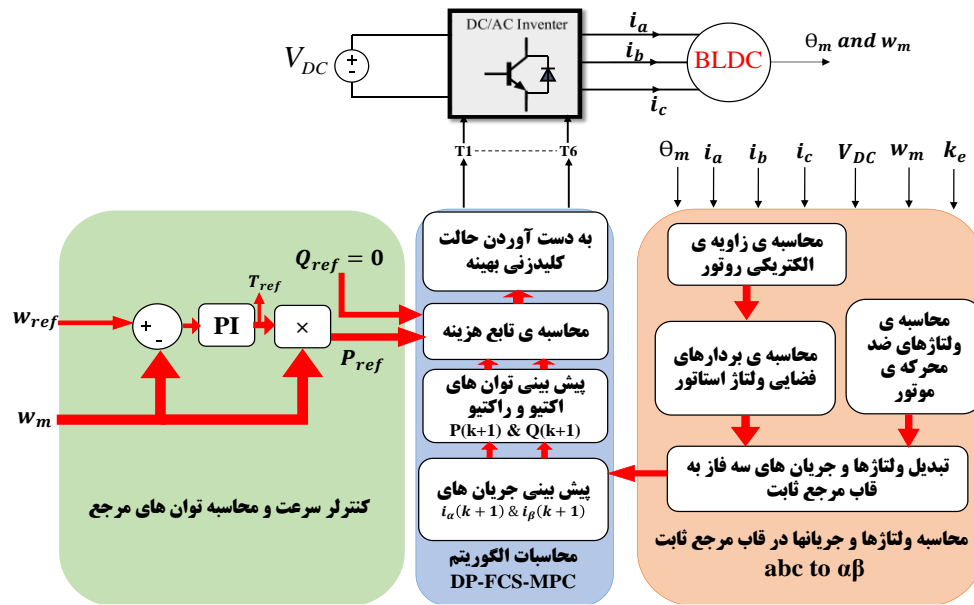 DC/AC Inventer
V_DC
i_a
i_b
i_c
BLDC
ϴ_m and w_m
T1
T6
ϴ_m i_a i_b i_c V_DC w_m k_e
Q_ref = 0
T_ref
w_ref
+
-
PI
×
P_ref
w_m
کنترلر سرعت و محاسبه توان های مرجع
به دست آوردن حالت
کلیدزنی بهینه
محاسبه ی تابع هزینه
پیش بینی توان های
اکتیو و راکتیو
P(k+1) & Q(k+1)
پیش بینی جریان های
i_α(k + 1) & i_β(k + 1)
محاسبات الگوریتم
DP-FCS-MPC
محاسبه ی زاویه ی
الکتریکی روتور
محاسبه ی بردارهای
فضایی ولتاژ استاتور
محاسبه ی
ولتاژهای ضد
محرکه ی
موتور
تبدیل ولتاژها و جریان های سه فاز به
قاب مرجع ثابت
محاسبه ولتاژها و جریانها در قاب مرجع ثابت
abc to αβ